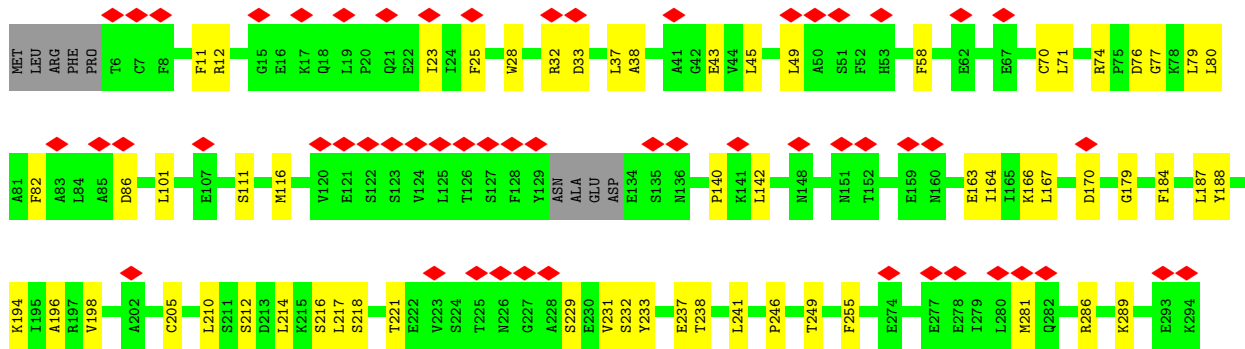 MET LEU ARG PHE PRO T6 C7 F8 F11 R12 G15 E16 K17 Q18 L19 P20 Q21 E22 I23 I24 F25 W28 R32 D33 L37 A38 A41 G42 E43 V44 L45 L49 A50 S51 F52 H53 F58 E62 E67 C70 L71 R74 P75 D76 G77 K78 L79 L80
A81 F82 A83 L84 A85 D86 L101 E107 S111 M116 V120 E121 S122 S123 V124 L125 T126 S127 F128 Y129 ASN ALA GLU ASP E134 S135 N136 P140 K141 L142 N148 N151 T152 E159 N160 E163 I164 I165 K166 L167 D170 G179 F184 L187 Y188
K194 I195 A196 R197 V198 A202 C205 L210 S211 S212 D213 L214 K215 S216 L217 S218 T221 E222 V223 S224 T225 N226 G227 A228 S229 E230 V231 S232 Y233 E237 T238 L241 P246 T249 F255 E274 E277 E278 I279 L280 M281 Q282 R286 K289 E293 K294